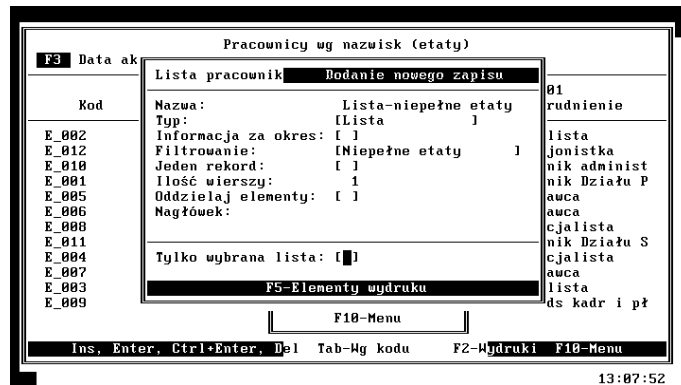 Pracownicy wg nazwisk (etaty)
F3 Data ak
Lista pracownik Dodanie nowego zapisu
01
Kod Nazwa: Lista-niepełne etaty rudnienie
Typ: [Lista ]
E_002 Informacja za okres: [ ] lista
E_012 Filtrowanie: [Niepełne etaty ] jonistka
E_010 Jeden rekord: [ ] nik administ
E_001 Ilość wierszy: 1 nik Działu P
E_005 Oddzielaj elementy: [ ] awca
E_006 Nagłówek: awca
E_008 cjalista
E_011 nik Działu S
E_004 Tylko wybrana lista: [ ] cjalista
E_007 awca
E_003 F5-Elementy wydruku lista
E_009 ds kadr i pł
F10-Menu
Ins, Enter, Ctrl+Enter, Del Tab-Wg kodu F2-Wydruki F10-Menu
13:07:52